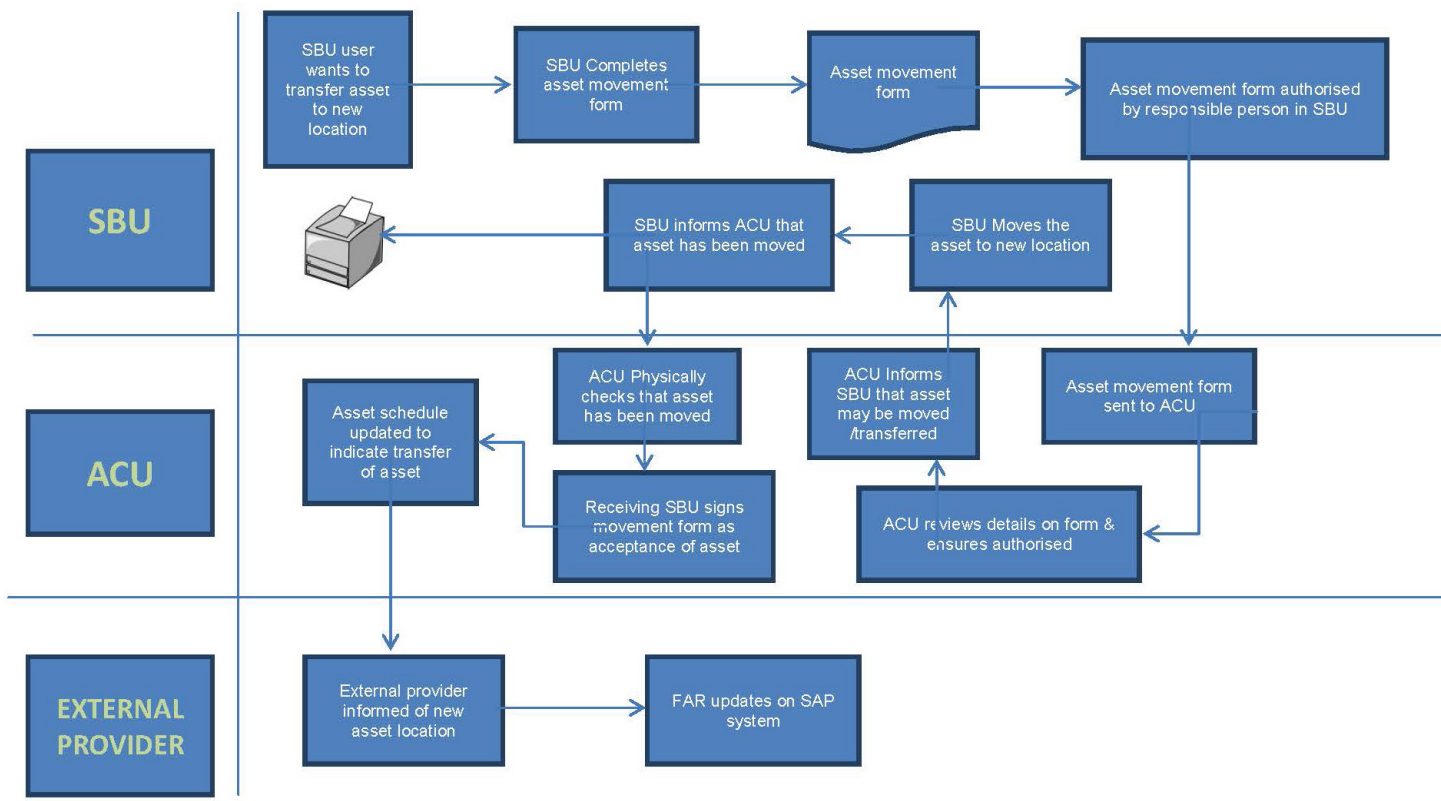 SBU
SBU user
wants to
transfer asset
to new
location
SBU Completes
asset movement
form
Asset movement
form
Asset movement form authorised
by responsible person in SBU
SBU informs ACU that
asset has been moved
SBU Moves the
asset to new location
ACU
Asset schedule
updated to
indicate transfer
of asset
ACU Physically
checks that asset
has been moved
ACU Informs
SBU that asset
may be moved
/transferred
Asset movement form
sent to ACU
Receiving SBU signs
movement form as
acceptance of asset
ACU reviews details on form &
ensures authorised
EXTERNAL
PROVIDER
External provider
informed of new
asset location
FAR updates on SAP
system